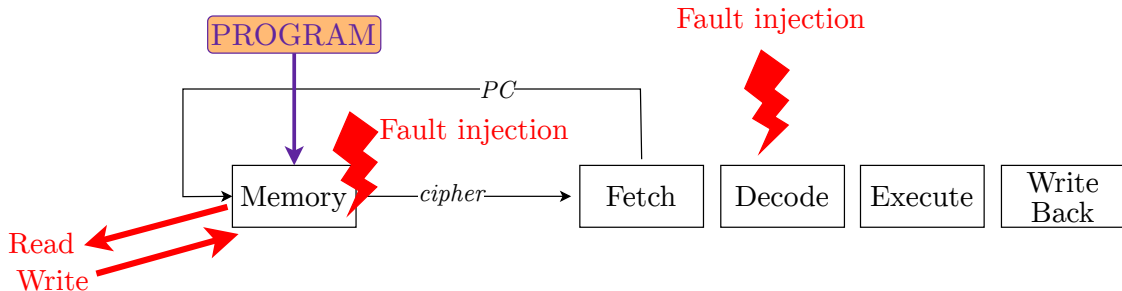 Fault injection
PROGRAM
PC
Fault injection
Memory
cipher
Fetch
Decode
Execute
Write
Back
Read
Write